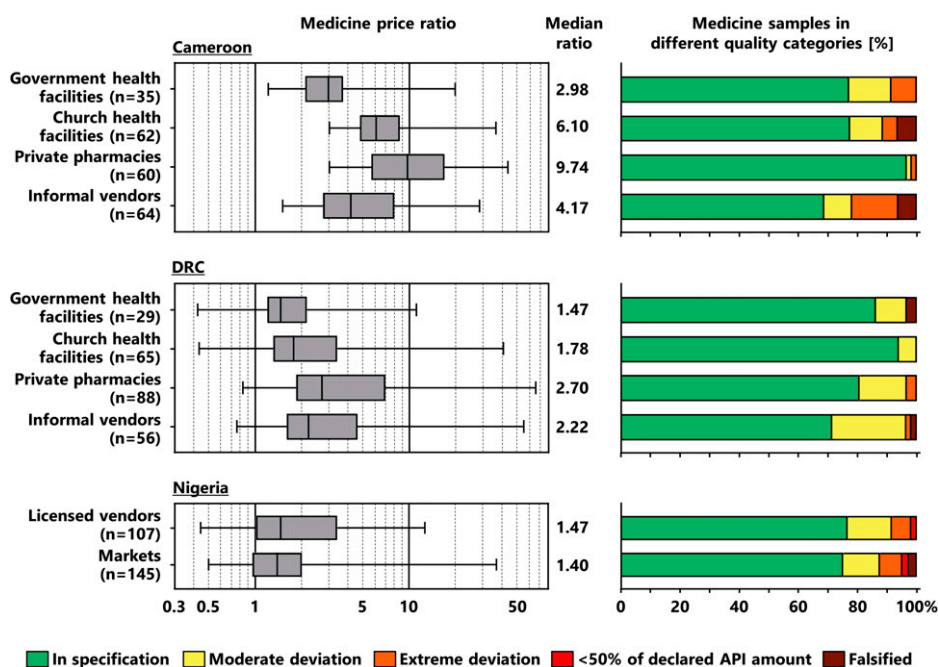 Medicine price ratio
Median
ratio
Medicine samples in
different quality categories [%]
Cameroon
Government health
facilities (n=35)
2.98
Church health
facilities (n=62)
6.10
Private pharmacies
(n=60)
9.74
Informal vendors
(n=64)
4.17
DRC
Government health
facilities (n=29)
1.47
Church health
facilities (n=65)
1.78
Private pharmacies
(n=88)
2.70
Informal vendors
(n=56)
2.22
Nigeria
Licensed vendors
(n=107)
1.47
Markets
(n=145)
1.40
0.3 0.5 1 5 10 50
0 20 40 60 80 100%
In specification Moderate deviation Extreme deviation <50% of declared API amount Falsified